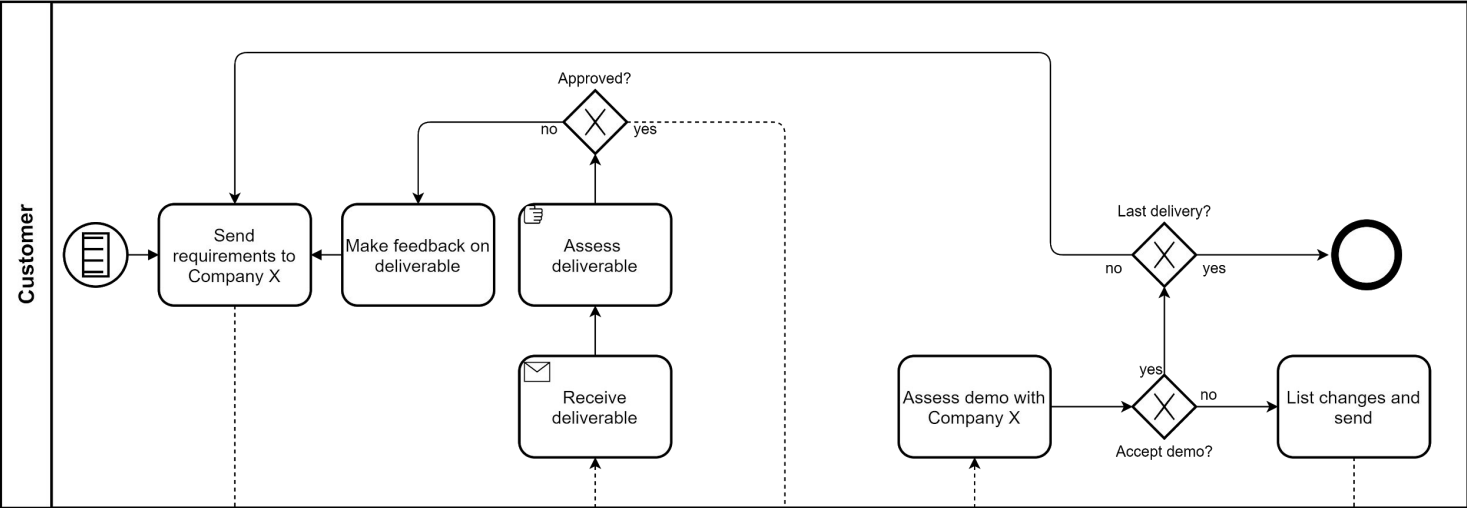 Customer
Approved?
no
yes
Send
requirements to
Company X
Make feedback on
deliverable
Assess
deliverable
Last delivery?
no
yes
Receive
deliverable
Assess demo with
Company X
yes
no
Accept demo?
List changes and
send